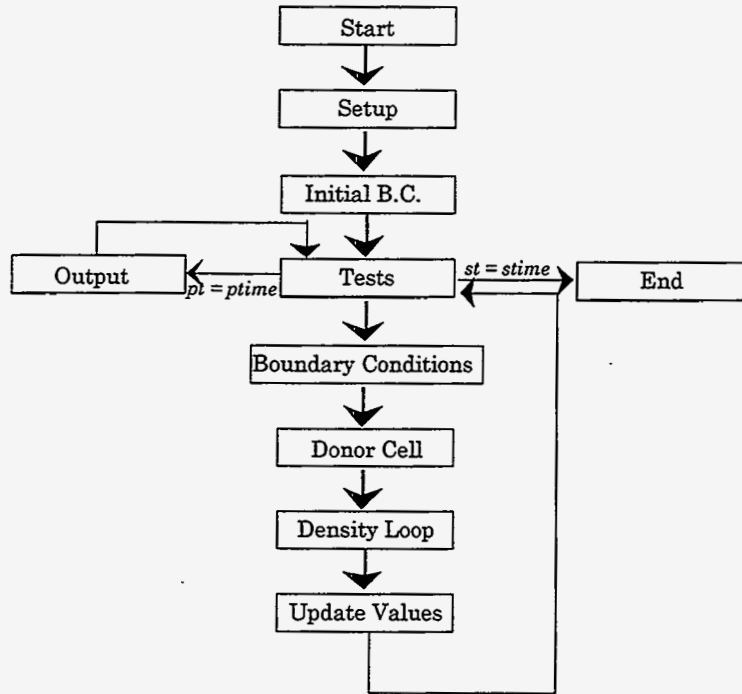 Start
Setup
Initial B.C.
Output
pt = ptime
Tests
st = stime
End
Boundary Conditions
Donor Cell
Density Loop
Update Values